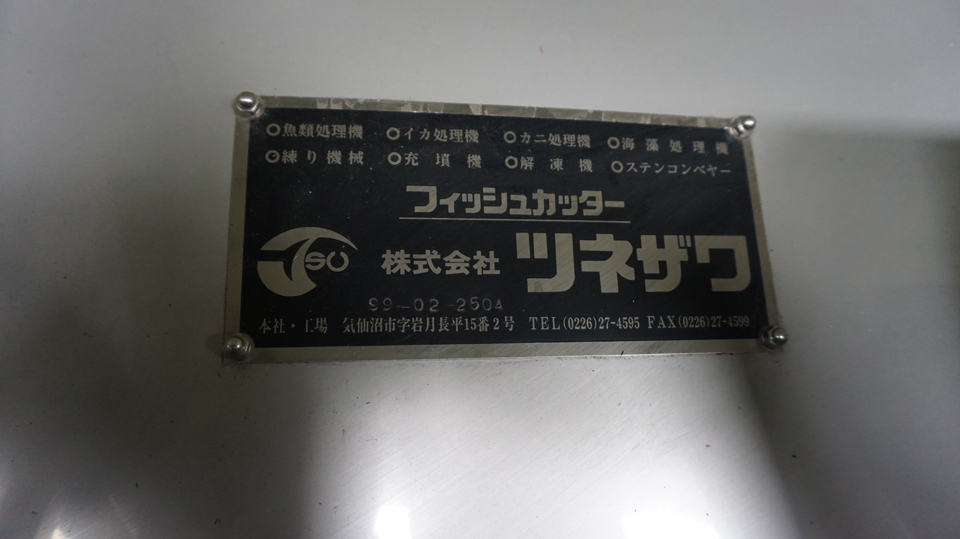 ○魚類処理機 ○イカ処理機 ○カニ処理機 ○海藻処理機
○練り機械 ○充填機 ○解凍機 ○ステンコンベヤー
フィッシュカッター
TSU 株式会社 ツネザワ
S9-02-2504
本社・工場 気仙沼市字岩月長平15番2号 TEL(0226)27-4595 FAX(0226)27-4599